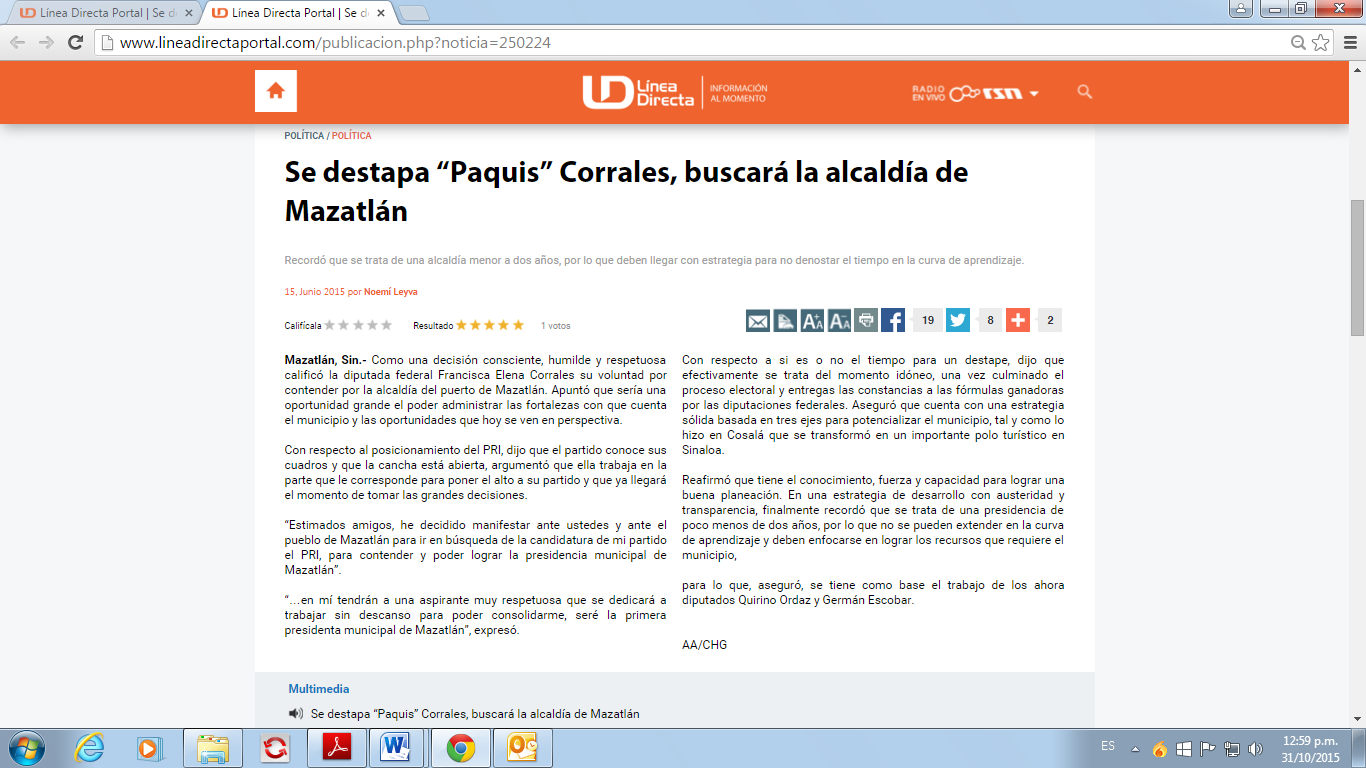 Línea Directa Portal | Se d
Línea Directa Portal | Se d
www.lineadirectaportal.com/publicacion.php?noticia=250224
LD Línea Directa
INFORMACIÓN AL MOMENTO
RADIO EN VIVO rsn
POLÍTICA / POLÍTICA
Se destapa “Paquis” Corrales, buscará la alcaldía de
Mazatlán
Recordó que se trata de una alcaldía menor a dos años, por lo que deben llegar con estrategia para no denostar el tiempo en la curva de aprendizaje.
15, Junio 2015 por Noemí Leyva
Califícala Resultado 1 votos
A+A A-A 19 8 2
Mazatlán, Sin.- Como una decisión consciente, humilde y respetuosa
calificó la diputada federal Francisca Elena Corrales su voluntad por
contender por la alcaldía del puerto de Mazatlán. Apuntó que sería una
oportunidad grande el poder administrar las fortalezas con que cuenta
el municipio y las oportunidades que hoy se ven en perspectiva.
Con respecto al posicionamiento del PRI, dijo que el partido conoce sus
cuadros y que la cancha está abierta, argumentó que ella trabaja en la
parte que le corresponde para poner el alto a su partido y que ya llegará
el momento de tomar las grandes decisiones.
“Estimados amigos, he decidido manifestar ante ustedes y ante el
pueblo de Mazatlán para ir en búsqueda de la candidatura de mi partido
el PRI, para contender y poder lograr la presidencia municipal de
Mazatlán”.
“...en mí tendrán a una aspirante muy respetuosa que se dedicará a
trabajar sin descanso para poder consolidarme, seré la primera
presidenta municipal de Mazatlán”, expresó.
Con respecto a si es o no el tiempo para un destape, dijo que
efectivamente se trata del momento idóneo, una vez culminado el
proceso electoral y entregas las constancias a las fórmulas ganadoras
por las diputaciones federales. Aseguró que cuenta con una estrategia
sólida basada en tres ejes para potencializar el municipio, tal y como lo
hizo en Cosalá que se transformó en un importante polo turístico en
Sinaloa.
Reafirmó que tiene el conocimiento, fuerza y capacidad para lograr una
buena planeación. En una estrategia de desarrollo con austeridad y
transparencia, finalmente recordó que se trata de una presidencia de
poco menos de dos años, por lo que no se pueden extender en la curva
de aprendizaje y deben enfocarse en lograr los recursos que requiere el
municipio,
para lo que, aseguró, se tiene como base el trabajo de los ahora
diputados Quirino Ordaz y Germán Escobar.
AA/CHG
Multimedia
Se destapa “Paquis” Corrales, buscará la alcaldía de Mazatlán
ES
12:59 p.m.
31/10/2015